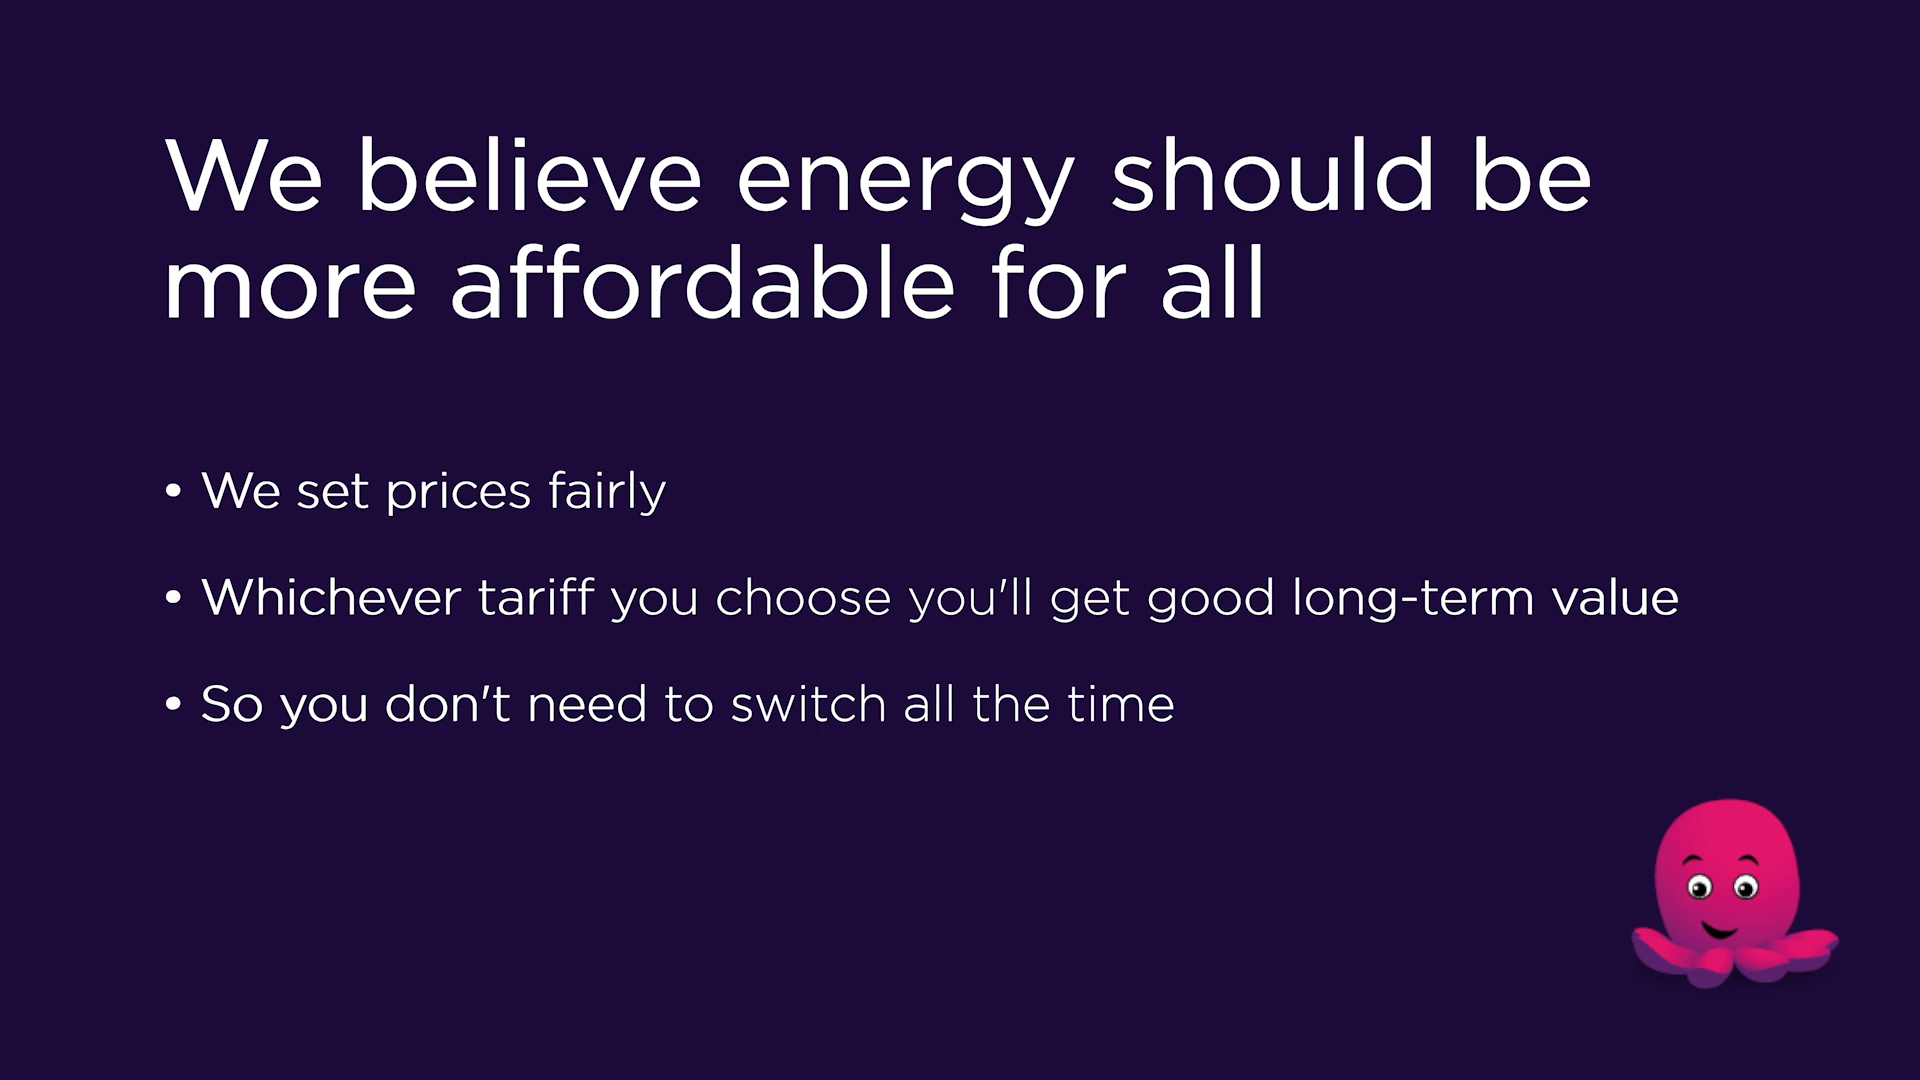 We believe energy should be
more affordable for all
• We set prices fairly
• Whichever tariff you choose you'll get good long-term value
• So you don't need to switch all the time